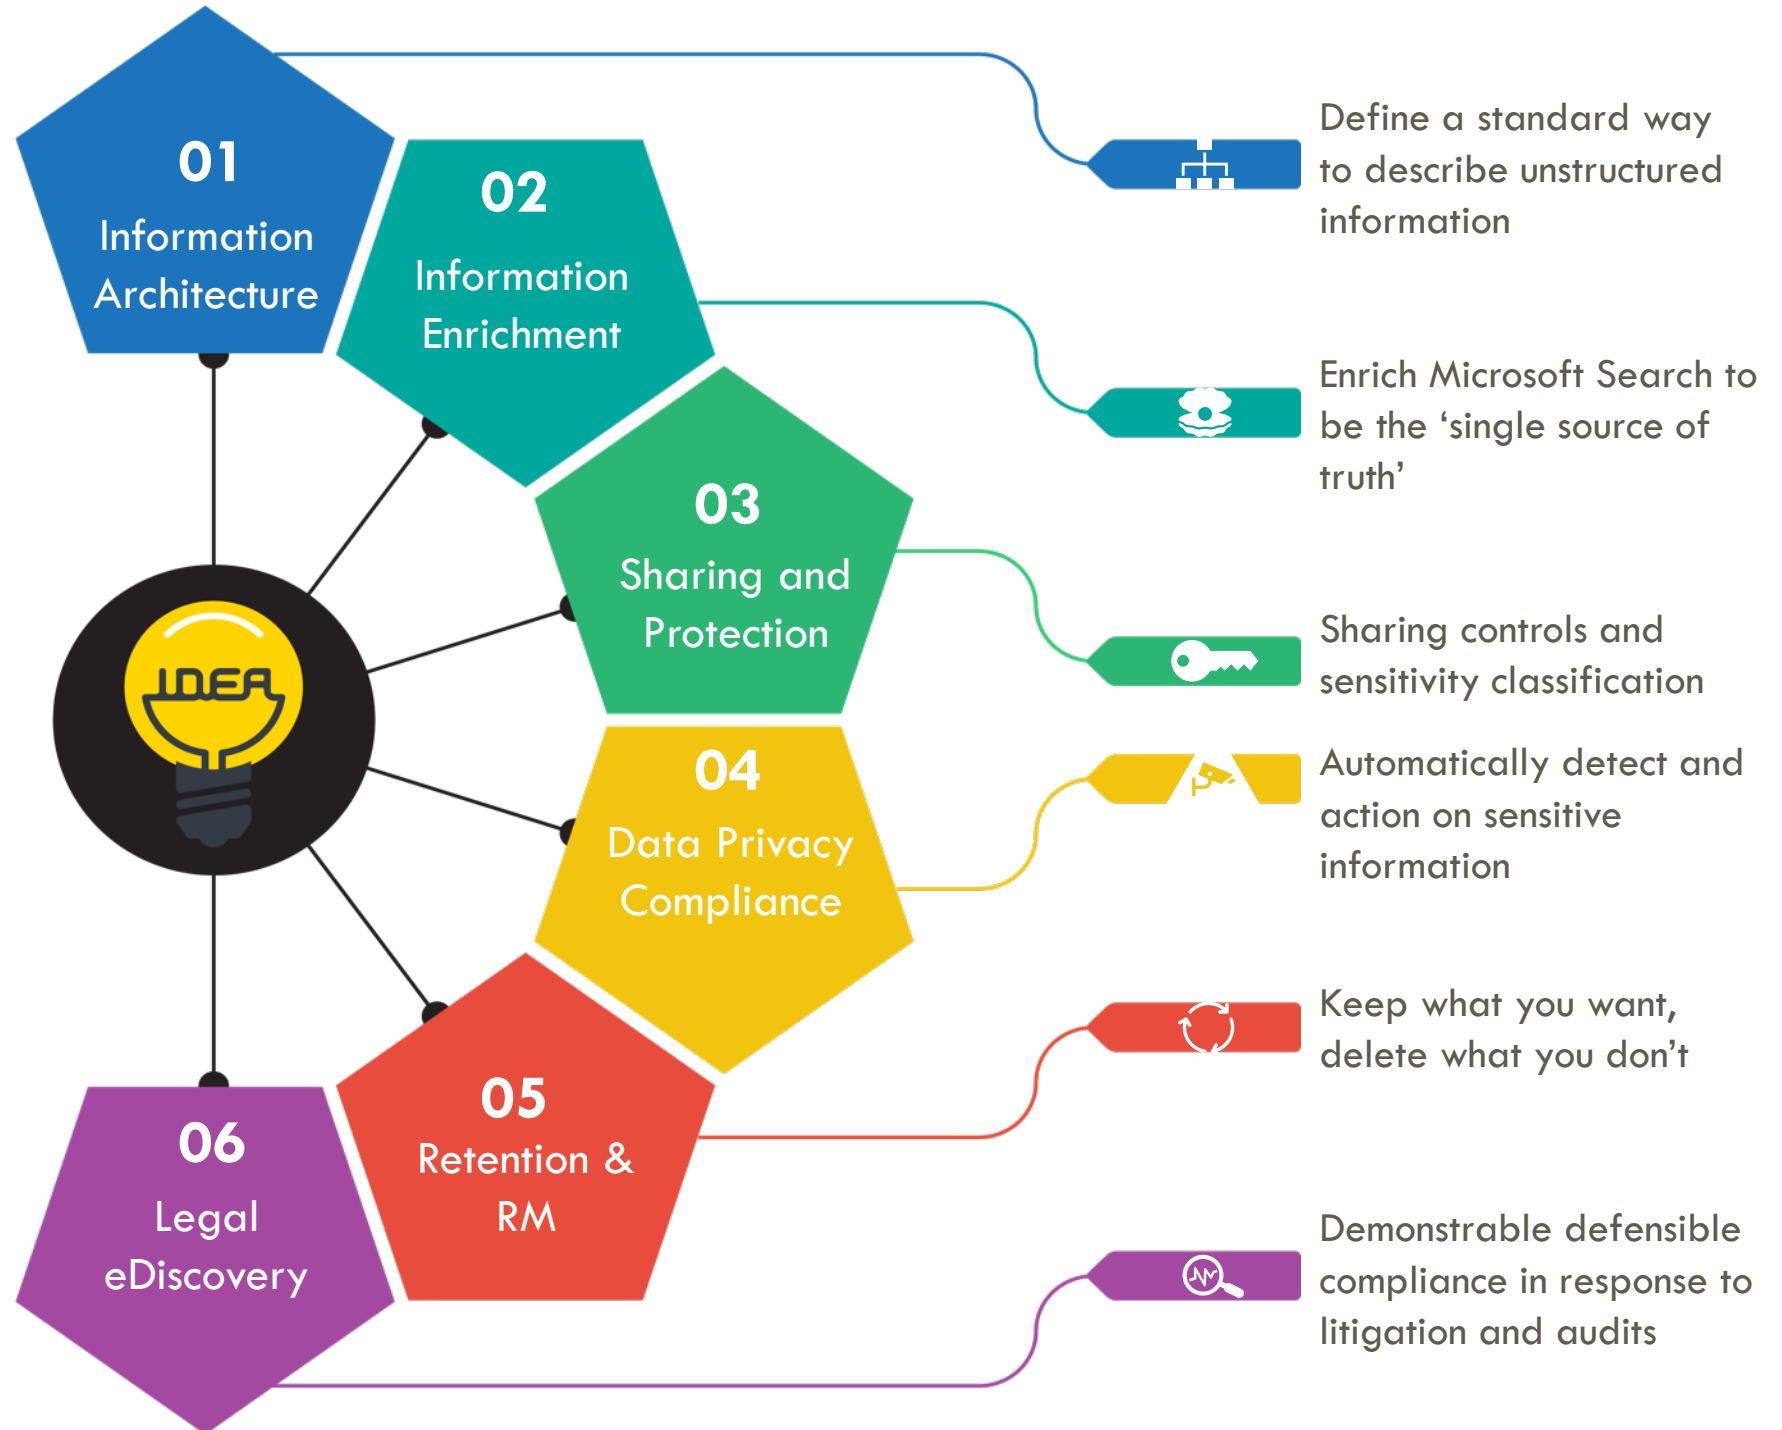 01
Information
Architecture
Define a standard way
to describe unstructured
information
02
Information
Enrichment
Enrich Microsoft Search to
be the ‘single source of
truth’
03
Sharing and
Protection
Sharing controls and
sensitivity classification
IDEA
04
Data Privacy
Compliance
Automatically detect and
action on sensitive
information
05
Retention &
RM
Keep what you want,
delete what you don’t
06
Legal
eDiscovery
Demonstrable defensible
compliance in response to
litigation and audits